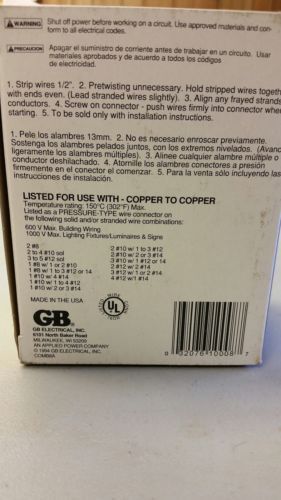 WARNING Shut off power before working on a circuit. Use approved materials and con-
form to all electrical codes.
PRECAUCION Apagar el suministro de corriente antes de trabajar en un circuito. Usar
materiales aprobados y de acuerdo a todos los códigos
de electricidad.
1. Strip wires 1/2". 2. Pretwisting unnecessary. Hold stripped wires togeth
with ends even. (Lead stranded wires slightly). 3. Align any frayed strands
conductors. 4. Screw on connector - push wires firmly into connector whe
starting. 5. To be sold only with installation instructions.
1. Pele los alambres 13mm. 2. No es necesario enroscar previamente.
Sostenga los alambres pelados juntos, con los extremos nivelados. (Avanc
ligeramente los alambres múltiples). 3. Alinee cualquier alambre múltiple o
conductor deshilachado. 4. Atornille los alambres conectores a presión
firmemente en el conector el comenzar. 5. Para la venta sólo incluyendo las
instrucciones de instalación.
LISTED FOR USE WITH - COPPER TO COPPER
Temperature rating: 150°C (302°F) Max.
Listed as a PRESSURE-TYPE wire connector on
the following solid and/or stranded wire combinations:
600 V Max. Building Wiring
1000 V Max. Lighting Fixtures/Luminaires & Signs
2 #8
2 to 4 #10 sol
3 to 5 #12 sol
1 #8 w/1 or 2 #10
1 #8 w/1 to 3 #12 or 14
1 #10 w/ 4 #14
1 #10 w/1 to 4 #12
1 #10 w/ 2 or 3 #14
2 #10 w/ 1 to 3 #12
2 #10 w/ 2 or 3 #14
3 #10 w/ 1 #12 or 14
2 #12 w/ 2 #14
3 #12 w/ 1 or 2 #14
4 #12 w/1 #14
MADE IN THE USA
GB
GB ELECTRICAL, INC.
6101 North Baker Road
MILWAUKEE, WI 53209
AN APPLIED POWER COMPANY
© 1994 GB ELECTRICAL, INC.
WIRE
UL
0 32076 10008 7